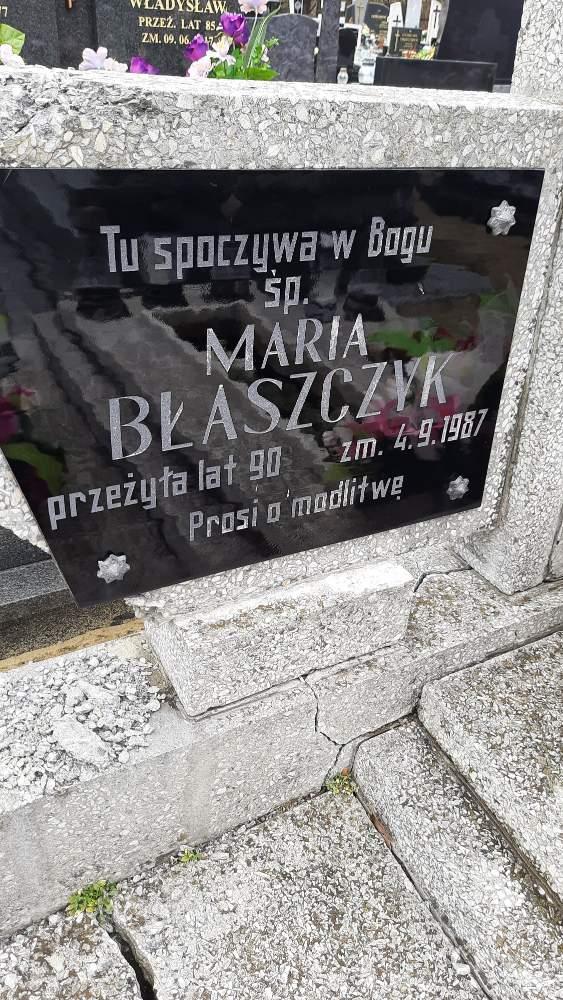 WŁADYSŁAW
PRZEŻ. LAT 85
ZM. 09.06
Tu spoczywa w Bogu
śp.
MARIA
BŁASZCZYK
przeżyła lat 90 zm. 4.9.1987
Prosi o modlitwę